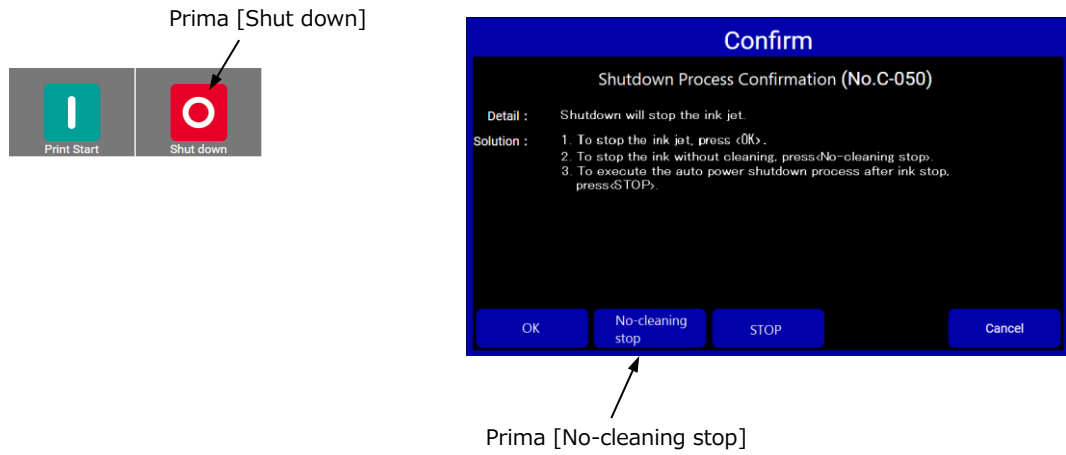 Prima [Shut down]
Print Start
Shut down
Confirm
Shutdown Process Confirmation (No.C-050)
Detail : Shutdown will stop the ink jet.
Solution : 1. To stop the ink jet, press <OK>.
2. To stop the ink without cleaning, press<No-cleaning stop>.
3. To execute the auto power shutdown process after ink stop,
press<STOP>.
OK
No-cleaning
stop
STOP
Cancel
Prima [No-cleaning stop]